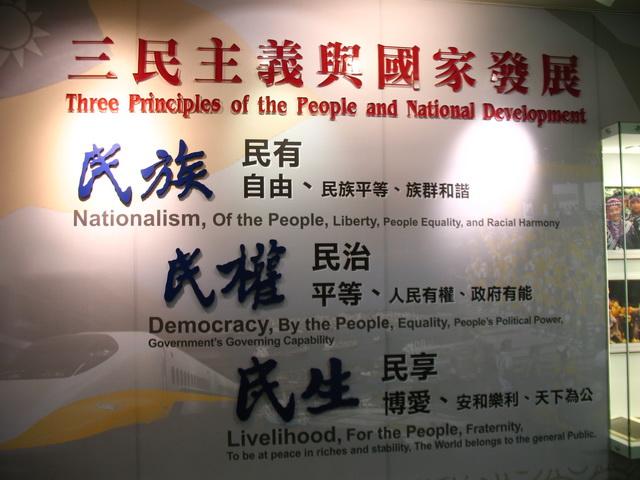 三民主義與國家發展
Three Principles of the People and National Development
民族 民有
自由、民族平等、族群和諧
Nationalism, Of the People, Liberty, People Equality, and Racial Harmony
民權 民治
平等、人民有權、政府有能
Democracy, By the People, Equality, People's Political Power,
Government's Governing Capability
民生 民享
博愛、安和樂利、天下為公
Livelihood, For the People, Fraternity,
To be at peace in riches and stability, The World belongs to the general Public.